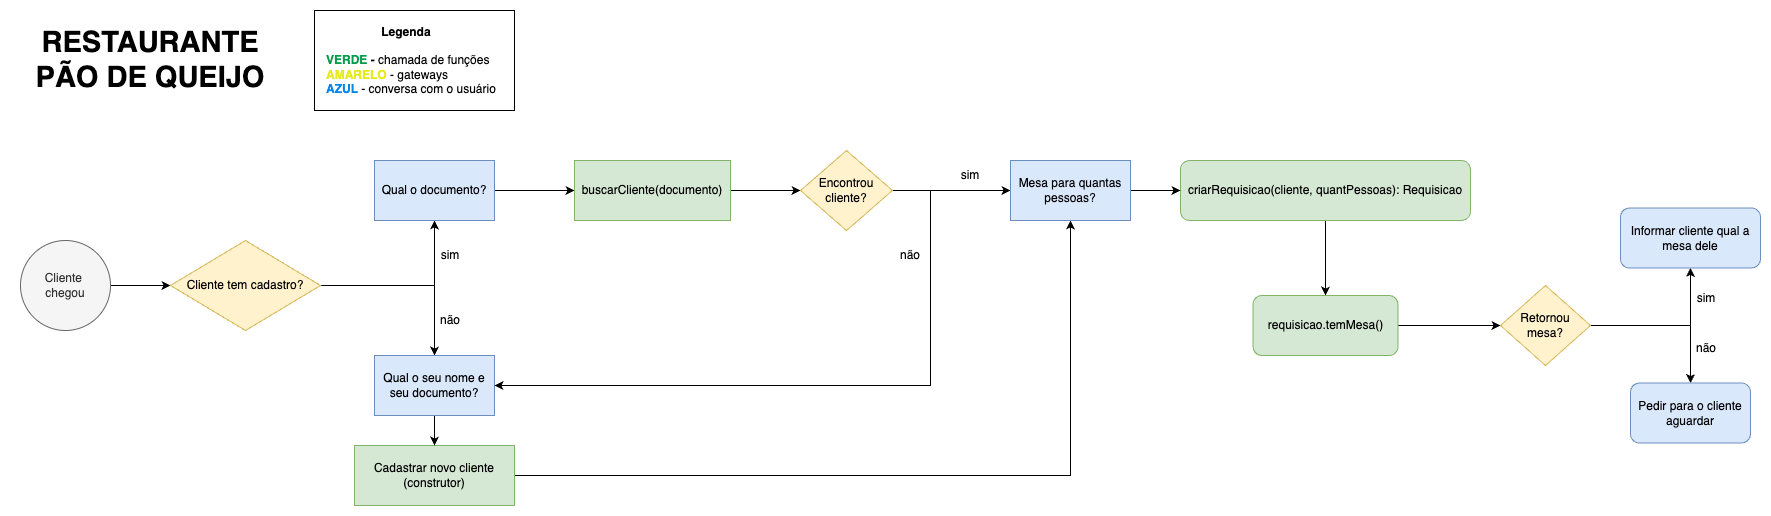 RESTAURANTE
PÃO DE QUEIJO
Legenda
VERDE - chamada de funções
AMARELO - gateways
AZUL - conversa com o usuário
Cliente
chegou
Cliente tem cadastro?
sim
não
Qual o documento?
buscarCliente(documento)
Encontrou
cliente?
sim
não
Qual o seu nome e
seu documento?
Cadastrar novo cliente
(construtor)
Mesa para quantas
pessoas?
criarRequisicao(cliente, quantPessoas): Requisicao
requisicao.temMesa()
Retornou
mesa?
sim
não
Informar cliente qual a
mesa dele
Pedir para o cliente
aguardar